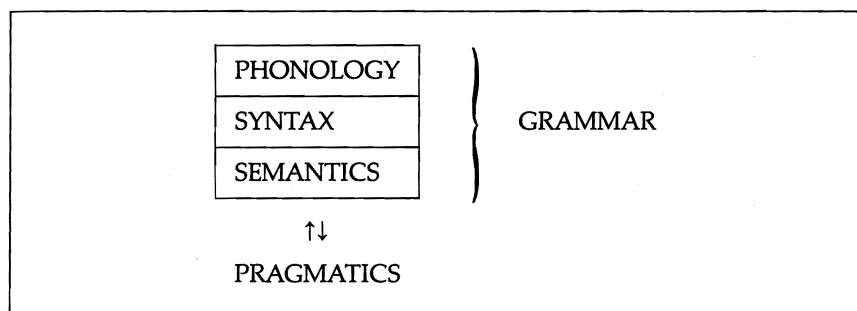 PHONOLOGY
SYNTAX
GRAMMAR
SEMANTICS
↑↓
PRAGMATICS